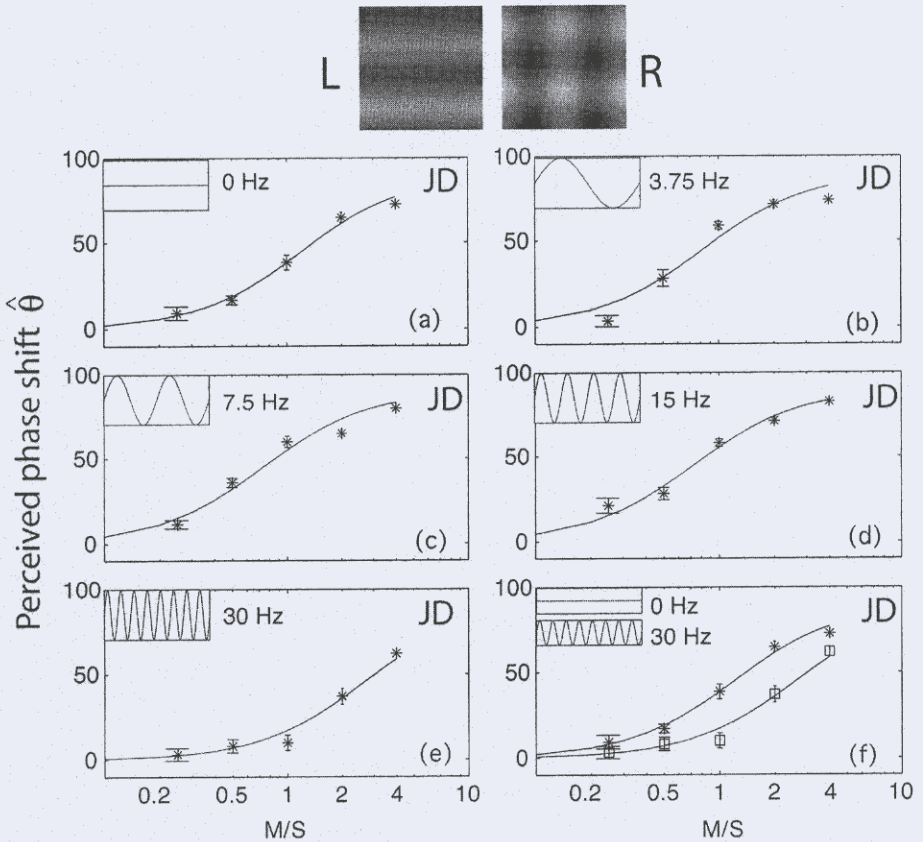 L R
100 0 Hz JD 100 3.75 Hz JD
50 50
0 (a) 0 (b)
100 7.5 Hz JD 100 15 Hz JD
50 50
0 (c) 0 (d)
100 30 Hz JD 100 0 Hz JD
30 Hz
50 50
0 (e) 0 (f)
0.2 0.5 1 2 4 10 0.2 0.5 1 2 4 10
M/S M/S
Perceived phase shift θ̂